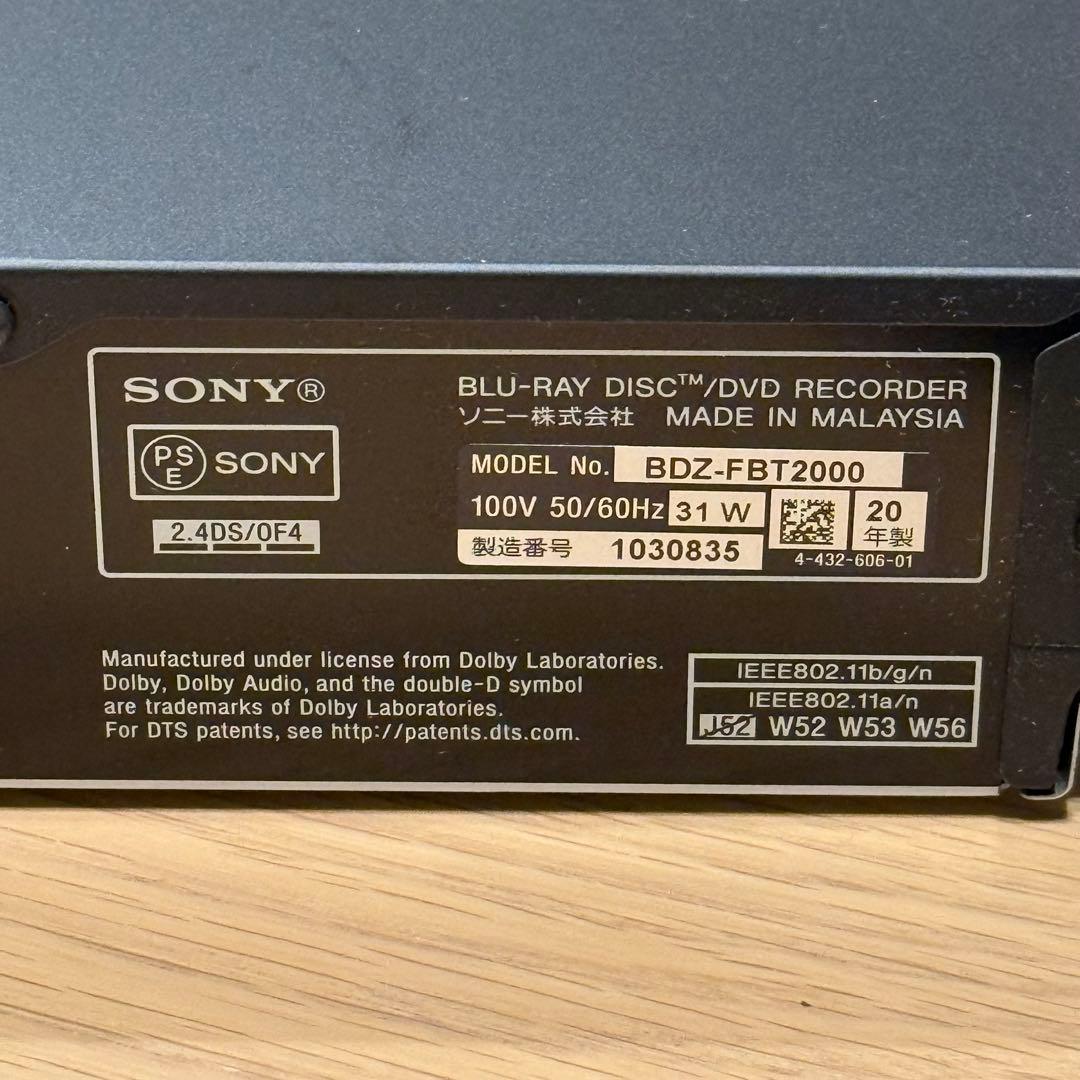 SONY®
PSE SONY
2.4DS/OF4
BLU-RAY DISC™/DVD RECORDER
ソニー株式会社 MADE IN MALAYSIA
MODEL No. BDZ-FBT2000
100V 50/60Hz 31 W
20
年製
製造番号 1030835
4-432-606-01
Manufactured under license from Dolby Laboratories.
Dolby, Dolby Audio, and the double-D symbol
are trademarks of Dolby Laboratories.
For DTS patents, see http://patents.dts.com.
IEEE802.11b/g/n
IEEE802.11a/n
J52 W52 W53 W56